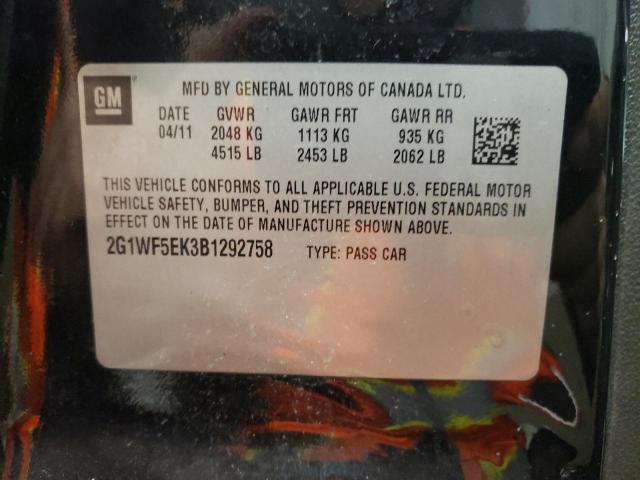 GM
MFD BY GENERAL MOTORS OF CANADA LTD.
DATE GVWR GAWR FRT GAWR RR
04/11 2048 KG 1113 KG 935 KG
4515 LB 2453 LB 2062 LB
THIS VEHICLE CONFORMS TO ALL APPLICABLE U.S. FEDERAL MOTOR
VEHICLE SAFETY, BUMPER, AND THEFT PREVENTION STANDARDS IN
EFFECT ON THE DATE OF MANUFACTURE SHOWN ABOVE.
2G1WF5EK3B1292758 TYPE: PASS CAR